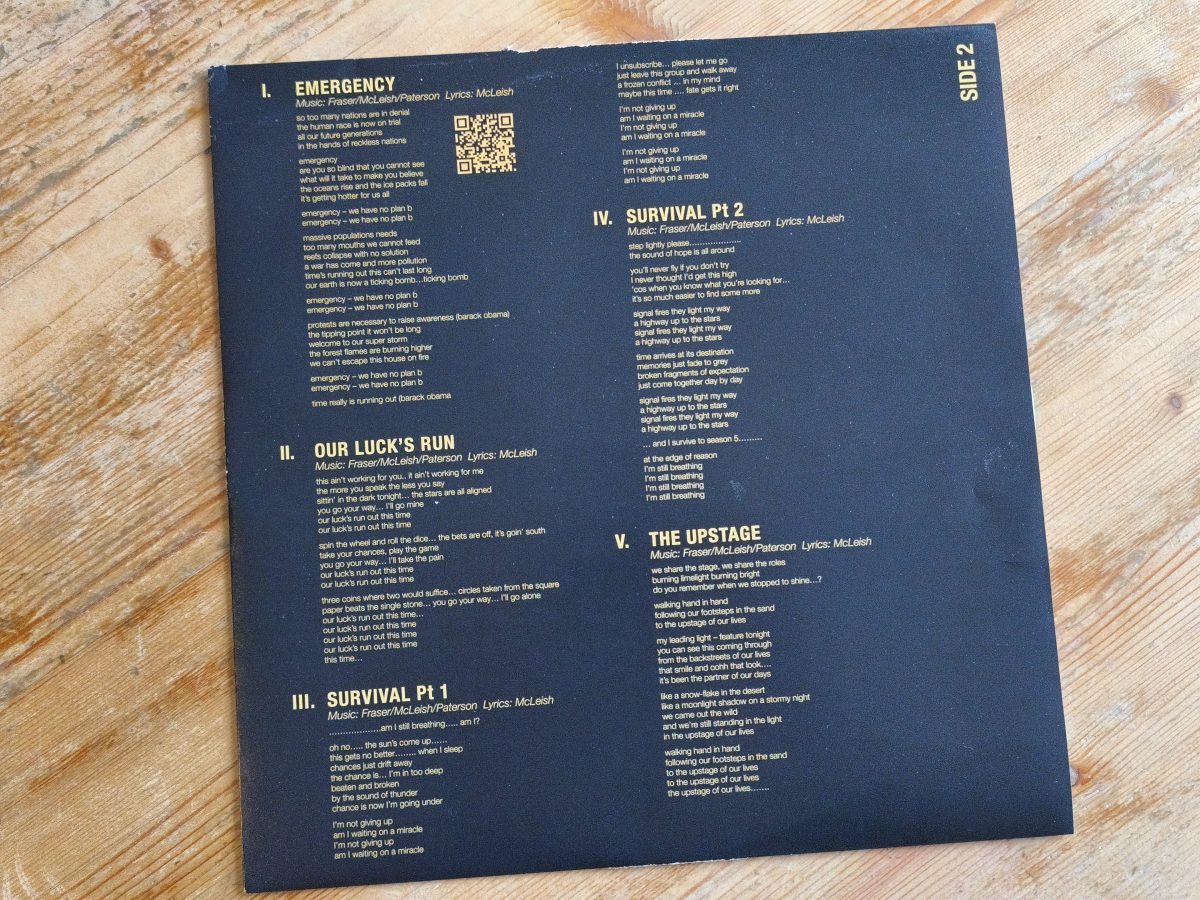 SIDE 2
I. EMERGENCY
Music: Fraser/McLeish/Paterson Lyrics: McLeish
so too many nations are in denial
the human race is now on trial
all our future generations
in the hands of reckless nations
emergency
are you so blind that you cannot see
what will it take to make you believe
the oceans rise and the ice packs fall
it's getting hotter for us all
emergency – we have no plan b
emergency – we have no plan b
massive populations needs
too many mouths we cannot feed
reefs collapse with no solution
a war has come and more pollution
time's running out this can't last long
our earth is now a ticking bomb...ticking bomb
emergency – we have no plan b
emergency – we have no plan b
protests are necessary to raise awareness (barack obama)
the tipping point it won't be long
welcome to our super storm
the forest flames are burning higher
we can't escape this house on fire
emergency – we have no plan b
emergency – we have no plan b
time really is running out (barack obama
II. OUR LUCK'S RUN
Music: Fraser/McLeish/Paterson Lyrics: McLeish
this ain't working for you.. it ain't working for me
the more you speak the less you say
sittin' in the dark tonight... the stars are all aligned
you go your way... I'll go mine
our luck's run out this time
our luck's run out this time
spin the wheel and roll the dice... the bets are off, it's goin' south
take your chances, play the game
you go your way... I'll take the pain
our luck's run out this time
our luck's run out this time
three coins where two would suffice... circles taken from the square
paper beats the single stone... you go your way... I'll go alone
our luck's run out this time...
our luck's run out this time
our luck's run out this time
our luck's run out this time
this time...
III. SURVIVAL Pt 1
Music: Fraser/McLeish/Paterson Lyrics: McLeish
...................am I still breathing..... am I?
oh no..... the sun's come up......
this gets no better........ when I sleep
chances just drift away
the chance is... I'm in too deep
beaten and broken
by the sound of thunder
chance is now I'm going under
I'm not giving up
am I waiting on a miracle
I'm not giving up
am I waiting on a miracle
I unsubscribe... please let me go
just leave this group and walk away
a frozen conflict ... in my mind
maybe this time .... fate gets it right
I'm not giving up
am I waiting on a miracle
I'm not giving up
am I waiting on a miracle
I'm not giving up
am I waiting on a miracle
I'm not giving up
am I waiting on a miracle
IV. SURVIVAL Pt 2
Music: Fraser/McLeish/Paterson Lyrics: McLeish
step lightly please...................
the sound of hope is all around
you'll never fly if you don't try
I never thought I'd get this high
'cos when you know what you're looking for...
it's so much easier to find some more
signal fires they light my way
a highway up to the stars
signal fires they light my way
a highway up to the stars
time arrives at its destination
memories just fade to grey
broken fragments of expectation
just come together day by day
signal fires they light my way
a highway up to the stars
signal fires they light my way
a highway up to the stars
... and I survive to season 5.........
at the edge of reason
I'm still breathing
I'm still breathing
I'm still breathing
I'm still breathing
V. THE UPSTAGE
Music: Fraser/McLeish/Paterson Lyrics: McLeish
we share the stage, we share the roles
burning limelight burning bright
do you remember when we stopped to shine...?
walking hand in hand
following our footsteps in the sand
to the upstage of our lives
my leading light – feature tonight
you can see this coming through
from the backstreets of our lives
that smile and oohh that look....
it's been the partner of our days
like a snow-flake in the desert
like a moonlight shadow on a stormy night
we came out the wild
and we're still standing in the light
in the upstage of our lives
walking hand in hand
following our footsteps in the sand
to the upstage of our lives
to the upstage of our lives
the upstage of our lives.......